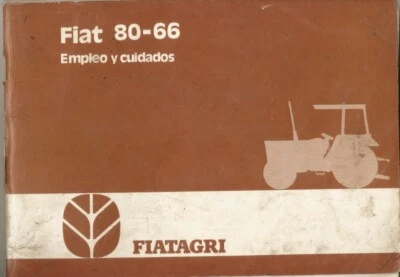 Fiat 80-66
Empleo y cuidados
FIATAGRI